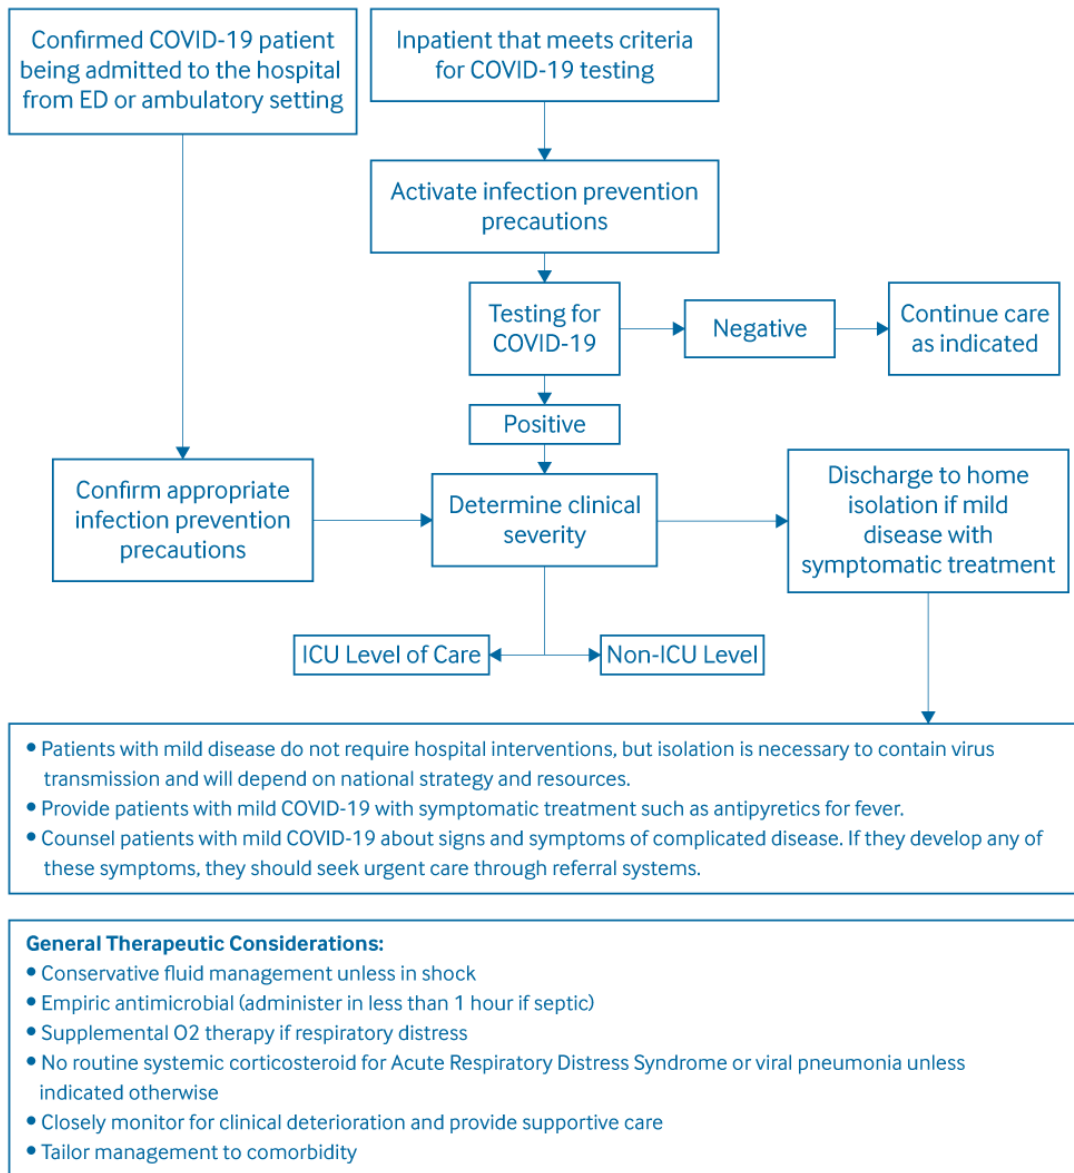 Confirmed COVID-19 patient
being admitted to the hospital
from ED or ambulatory setting
Inpatient that meets criteria
for COVID-19 testing
Activate infection prevention
precautions
Testing for
COVID-19
Negative
Continue care
as indicated
Positive
Confirm appropriate
infection prevention
precautions
Determine clinical
severity
Discharge to home
isolation if mild
disease with
symptomatic treatment
ICU Level of Care
Non-ICU Level
• Patients with mild disease do not require hospital interventions, but isolation is necessary to contain virus
transmission and will depend on national strategy and resources.
• Provide patients with mild COVID-19 with symptomatic treatment such as antipyretics for fever.
• Counsel patients with mild COVID-19 about signs and symptoms of complicated disease. If they develop any of
these symptoms, they should seek urgent care through referral systems.
General Therapeutic Considerations:
• Conservative fluid management unless in shock
• Empiric antimicrobial (administer in less than 1 hour if septic)
• Supplemental O2 therapy if respiratory distress
• No routine systemic corticosteroid for Acute Respiratory Distress Syndrome or viral pneumonia unless
indicated otherwise
• Closely monitor for clinical deterioration and provide supportive care
• Tailor management to comorbidity